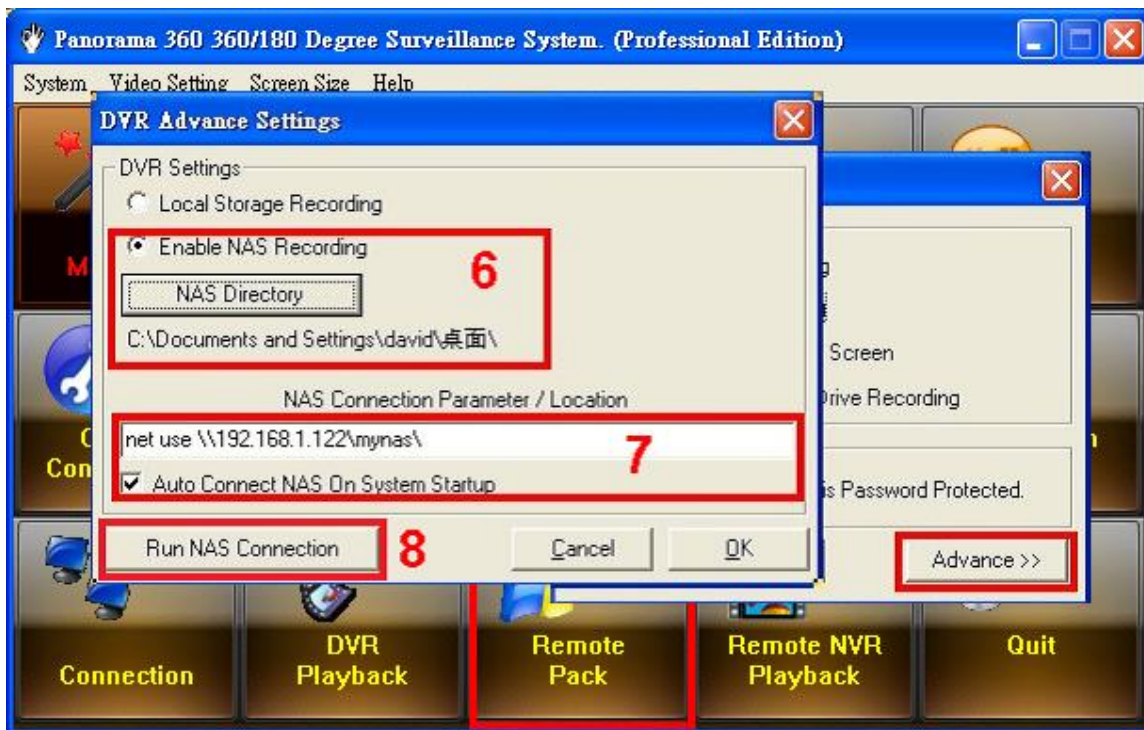 Panorama 360 360/180 Degree Surveillance System. (Professional Edition)
System Video Setting Screen Size Help
DVR Advance Settings
DVR Settings
Local Storage Recording
Enable NAS Recording
6
NAS Directory
C:\Documents and Settings\david\桌面\
Screen
NAS Connection Parameter / Location
Recording
net use \\192.168.1.122\mynas\
7
Auto Connect NAS On System Startup
is Password Protected.
Run NAS Connection
8
Cancel
OK
Advance >>
Connection
DVR
Playback
Remote
Pack
Remote NVR
Playback
Quit